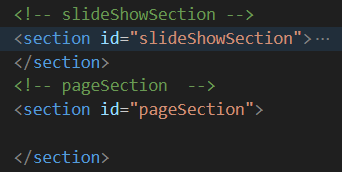 <!-- slideShowSection -->
<section id="slideShowSection">···
</section>
<!-- pageSection  -->
<section id="pageSection">
</section>